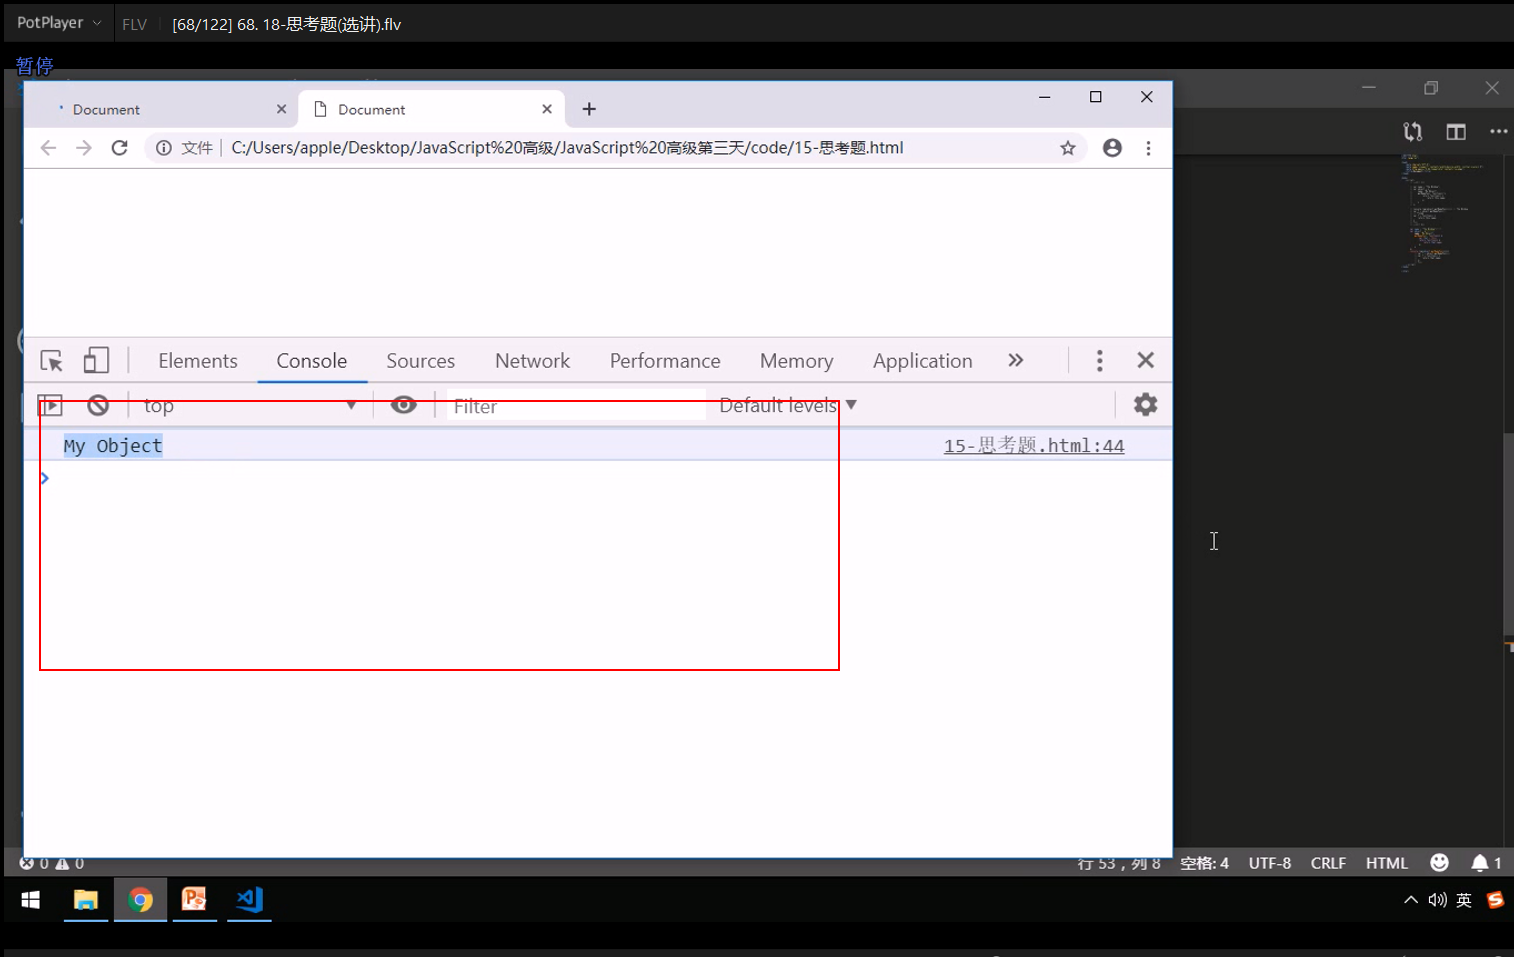 PotPlayer FLV [68/122] 68. 18-思考题(选讲).flv
暂停
Document Document
文件 C:/Users/apple/Desktop/JavaScript%20高级/JavaScript%20高级第三天/code/15-思考题.html
Elements Console Sources Network Performance Memory Application
top Filter Default levels
My Object 15-思考题.html:44
0 0 行 53，列 8 空格: 4 UTF-8 CRLF HTML 1
英